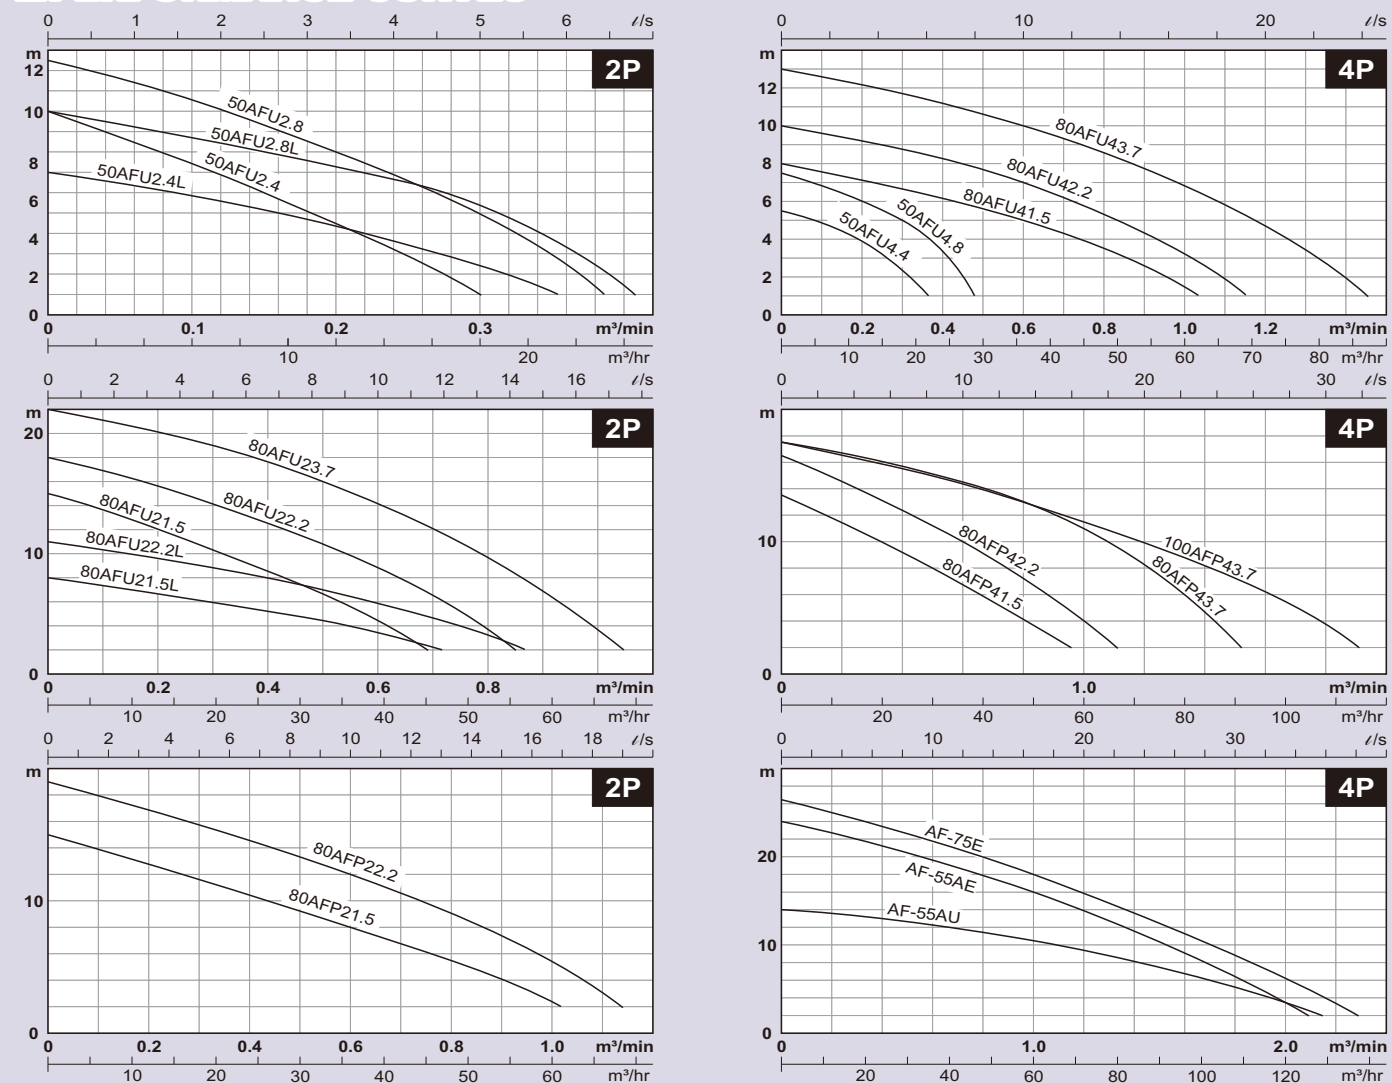 0 1 2 3 4 5 6 ℓ/s
m
12
10
8
6
4
2
0
2P
50AFU2.8
50AFU2.8L
50AFU2.4
50AFU2.4L
0 0.1 0.2 0.3 m³/min
10 20 m³/hr
0 10 20 ℓ/s
m
12
10
8
6
4
2
0
4P
80AFU43.7
80AFU42.2
80AFU41.5
50AFU4.8
50AFU4.4
0 0.2 0.4 0.6 0.8 1.0 1.2 m³/min
10 20 30 40 50 60 70 80 m³/hr
0 2 4 6 8 10 12 14 16 ℓ/s
m
20
10
0
2P
80AFU23.7
80AFU22.2
80AFU21.5
80AFU22.2L
80AFU21.5L
0 0.2 0.4 0.6 0.8 m³/min
10 20 30 40 50 60 m³/hr
0 10 20 30 ℓ/s
m
10
0
4P
100AFP43.7
80AFP43.7
80AFP42.2
80AFP41.5
0 1.0 m³/min
20 40 60 80 100 m³/hr
0 2 4 6 8 10 12 14 16 18 ℓ/s
m
10
0
2P
80AFP22.2
80AFP21.5
0 0.2 0.4 0.6 0.8 1.0 m³/min
10 20 30 40 50 60 m³/hr
0 10 20 30 ℓ/s
m
20
10
0
4P
AF-75E
AF-55AE
AF-55AU
0 1.0 2.0 m³/min
20 40 60 80 100 120 m³/hr